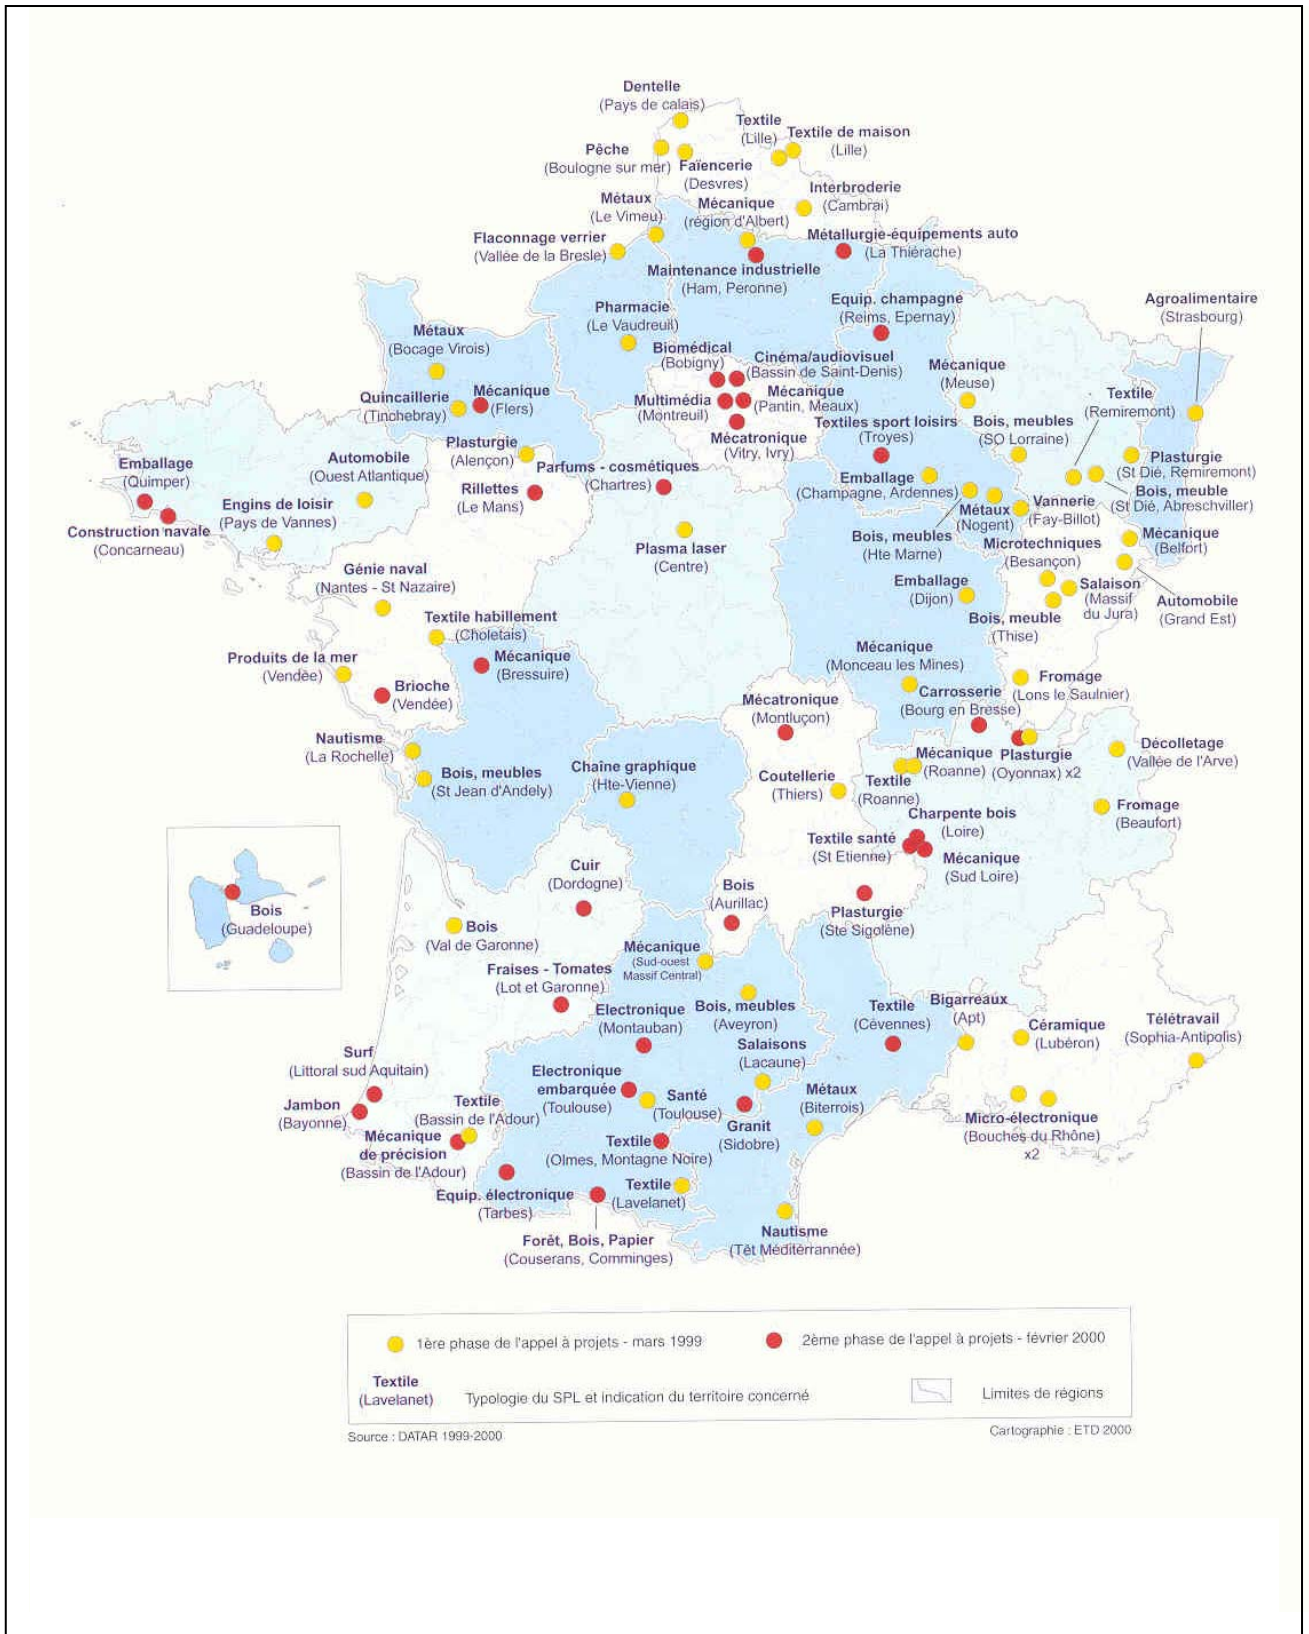 Dentelle
(Pays de calais)
Textile
(Lille)
Textile de maison
(Lille)
Pêche
(Boulogne sur mer)
Faïencerie
(Desvres)
Interbroderie
(Cambrai)
Métaux
(Le Vimeu)
Mécanique
(région d'Albert)
Flaconnage verrier
(Vallée de la Bresle)
Métallurgie-équipements auto
(La Thiérache)
Maintenance industrielle
(Ham, Peronne)
Equip. champagne
(Reims, Epernay)
Agroalimentaire
(Strasbourg)
Pharmacie
(Le Vaudreuil)
Métaux
(Bocage Virois)
Biomédical
(Bobigny)
Cinéma/audiovisuel
(Bassin de Saint-Denis)
Mécanique
(Meuse)
Quincaillerie
(Tinchebray)
Mécanique
(Flers)
Multimédia
(Montreuil)
Mécanique
(Pantin, Meaux)
Textile
(Remiremont)
Mécatronique
(Vitry, Ivry)
Textiles sport loisirs
(Troyes)
Bois, meubles
(SO Lorraine)
Plasturgie
(Alençon)
Automobile
(Ouest Atlantique)
Emballage
(Quimper)
Parfums - cosmétiques
(Chartres)
Plasturgie
(St Dié, Remiremont)
Rillettes
(Le Mans)
Emballage
(Champagne, Ardennes)
Bois, meuble
(St Dié, Abreschviller)
Engins de loisir
(Pays de Vannes)
Métaux
(Nogent)
Vannerie
(Fay-Billot)
Construction navale
(Concarneau)
Bois, meubles
(Hte Marne)
Mécanique
(Belfort)
Plasma laser
(Centre)
Microtechniques
(Besançon)
Génie naval
(Nantes - St Nazaire)
Emballage
(Dijon)
Salaison
(Massif
du Jura)
Automobile
(Grand Est)
Textile habillement
(Choletais)
Bois, meuble
(Thise)
Produits de la mer
(Vendée)
Mécanique
(Bressuire)
Mécanique
(Monceau les Mines)
Brioche
(Vendée)
Fromage
(Lons le Saulnier)
Carrosserie
(Bourg en Bresse)
Mécatronique
(Montluçon)
Nautisme
(La Rochelle)
Décolletage
(Vallée de l'Arve)
Mécanique
(Roanne)
Plasturgie
(Oyonnax) x2
Bois, meubles
(St Jean d'Andely)
Chaîne graphique
(Hte-Vienne)
Coutellerie
(Thiers)
Textile
(Roanne)
Fromage
(Beaufort)
Charpente bois
(Loire)
Textile santé
(St Etienne)
Mécanique
(Sud Loire)
Cuir
(Dordogne)
Bois
(Aurillac)
Bois
(Guadeloupe)
Plasturgie
(Ste Sigolène)
Bois
(Val de Garonne)
Mécanique
(Sud-ouest
Massif Central)
Fraises - Tomates
(Lot et Garonne)
Electronique
(Montauban)
Bois, meubles
(Aveyron)
Textile
(Cévennes)
Bigarreaux
(Apt)
Céramique
(Lubéron)
Télétravail
(Sophia-Antipolis)
Salaisons
(Lacaune)
Surf
(Littoral sud Aquitain)
Electronique
embarquée
(Toulouse)
Santé
(Toulouse)
Métaux
(Biterrois)
Jambon
(Bayonne)
Textile
(Bassin de l'Adour)
Granit
(Sidobre)
Micro-électronique
(Bouches du Rhône)
x2
Mécanique
de précision
(Bassin de l'Adour)
Textile
(Olmes, Montagne Noire)
Equip. électronique
(Tarbes)
Textile
(Lavelanet)
Forêt, Bois, Papier
(Couserans, Comminges)
Nautisme
(Têt Méditerrannée)
1ère phase de l'appel à projets - mars 1999
2ème phase de l'appel à projets - février 2000
Textile
(Lavelanet)
Typologie du SPL et indication du territoire concerné
Limites de régions
Source : DATAR 1999-2000
Cartographie : ETD 2000